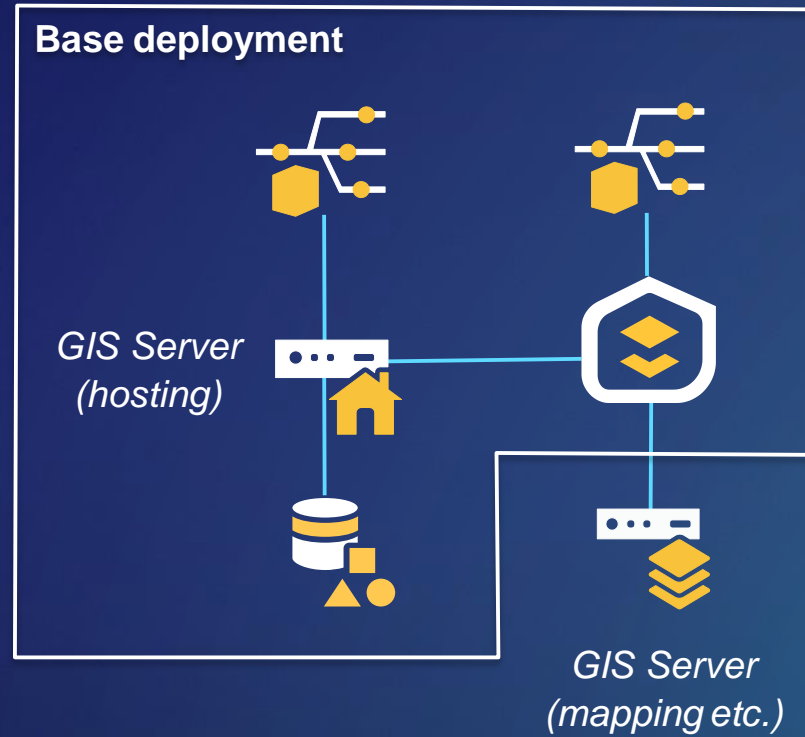 Base deployment
GIS Server
(hosting)
GIS Server
(mapping etc.)